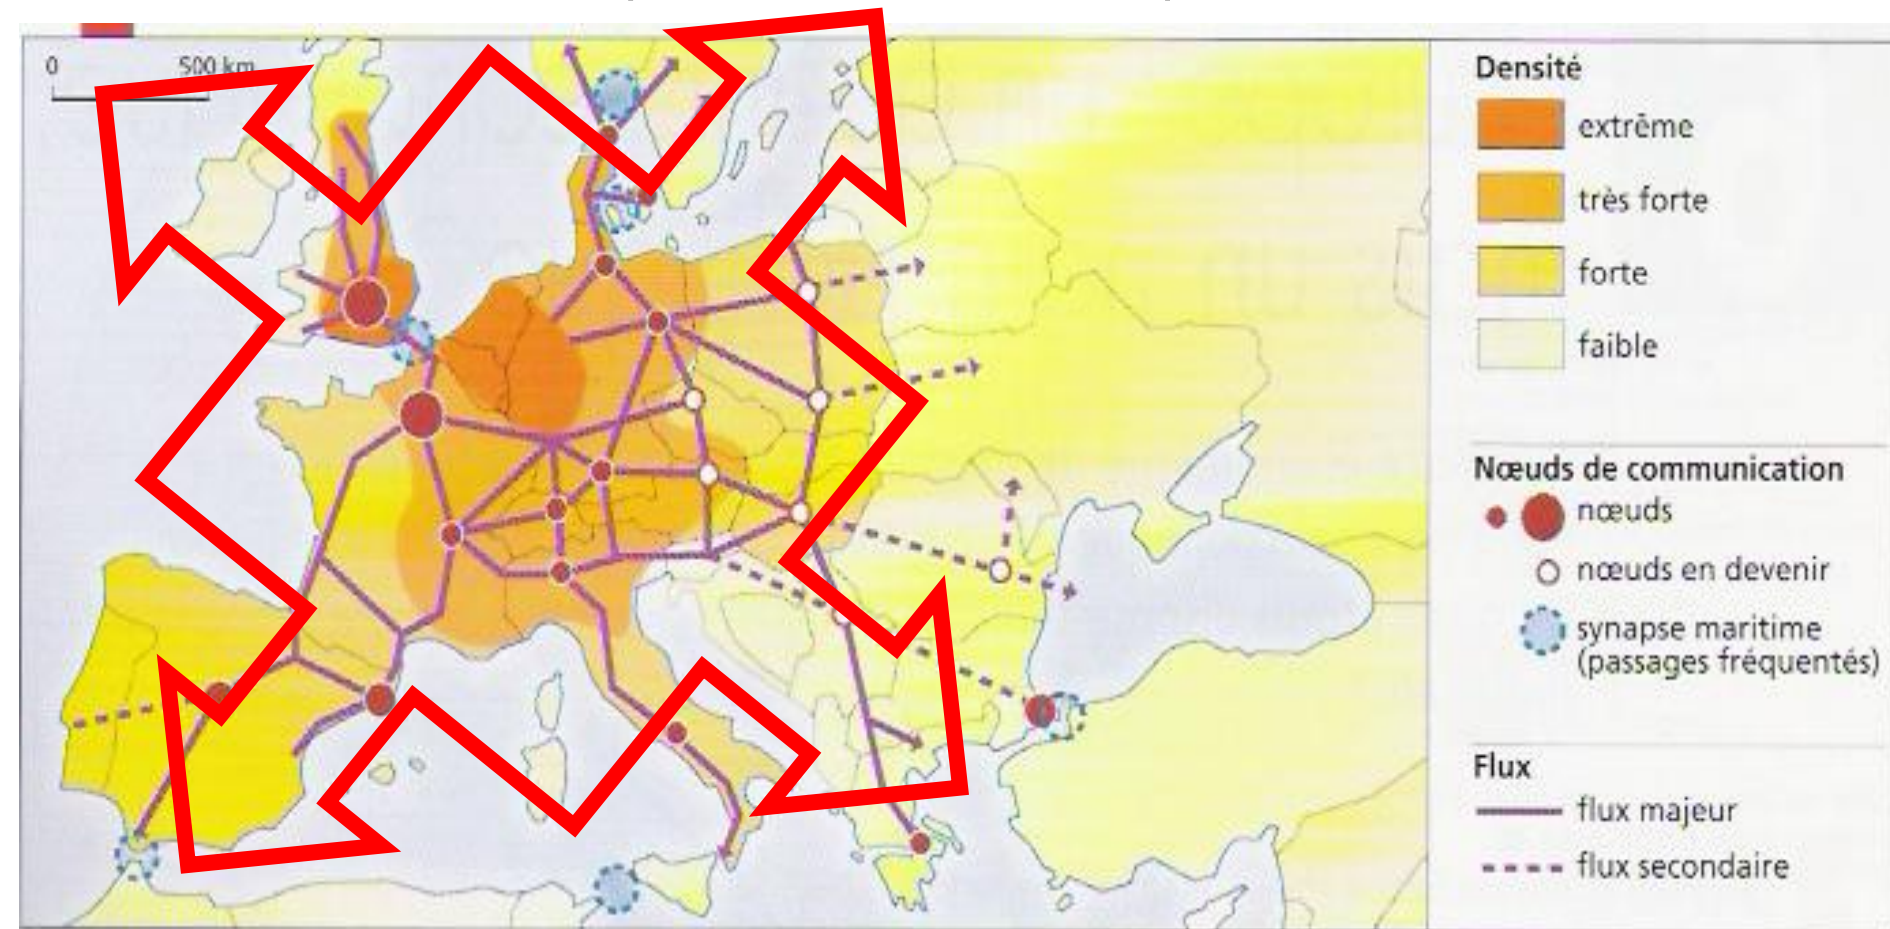 0 500 km
Densité
extrême
très forte
forte
faible
Nœuds de communication
nœuds
nœuds en devenir
synapse maritime
(passages fréquentés)
Flux
flux majeur
flux secondaire